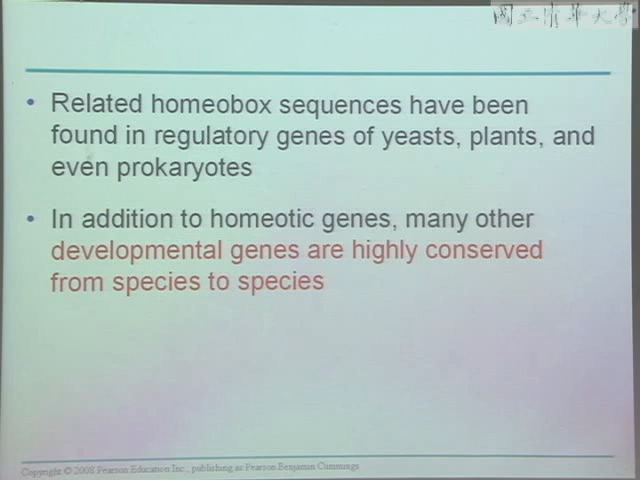 國立清華大學
• Related homeobox sequences have been
found in regulatory genes of yeasts, plants, and
even prokaryotes
• In addition to homeotic genes, many other
developmental genes are highly conserved
from species to species
Copyright © 2008 Pearson Education Inc., publishing as Pearson Benjamin Cummings